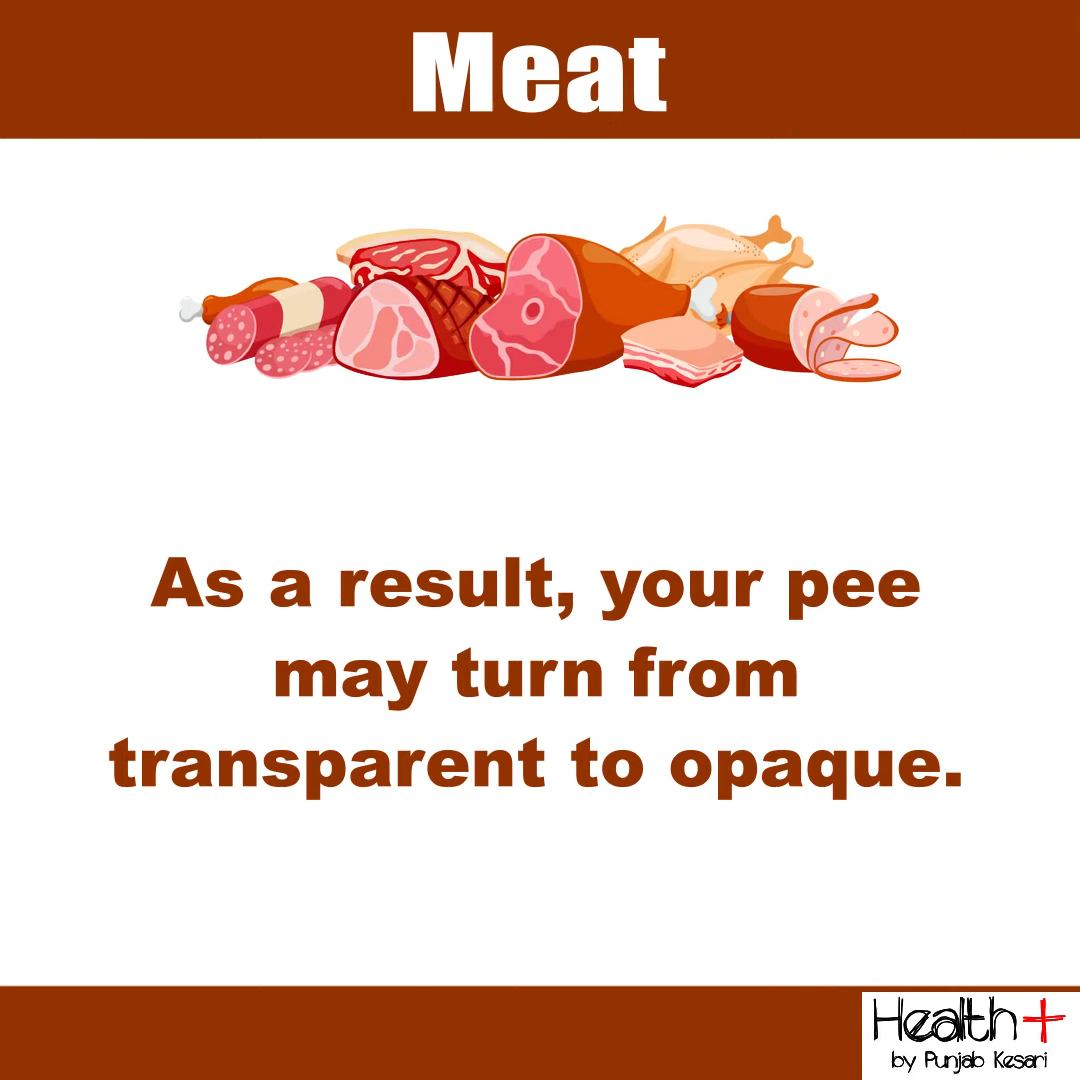 Meat
As a result, your pee
may turn from
transparent to opaque.
Health+
by Punjab Kesari